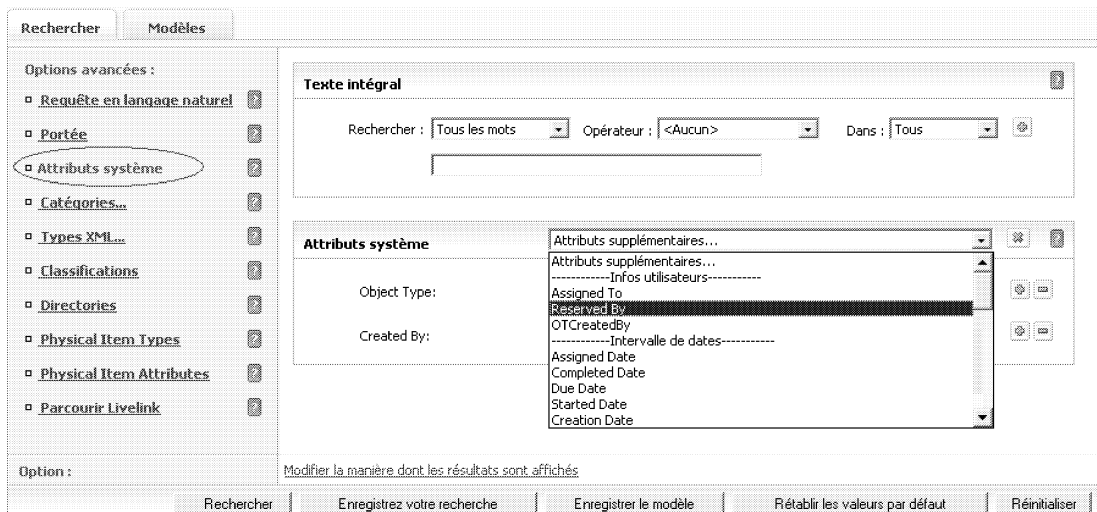 Rechercher Modèles
Options avancées :
Requête en langage naturel ?
Portée ?
Attributs système ?
Catégories... ?
Types XML... ?
Classifications ?
Directories ?
Physical Item Types ?
Physical Item Attributes ?
Parcourir Livelink ?
Texte intégral ?
Rechercher : Tous les mots Opérateur : <Aucun> Dans : Tous
Attributs système Attributs supplémentaires... ?
Object Type:
Created By:
Attributs supplémentaires...
------------Infos utilisateurs-----------
Assigned To
Reserved By
OTCreatedBy
------------Intervalle de dates-----------
Assigned Date
Completed Date
Due Date
Started Date
Creation Date
Option : Modifier la manière dont les résultats sont affichés
Rechercher Enregistrez votre recherche Enregistrer le modèle Rétablir les valeurs par défaut Réinitialiser